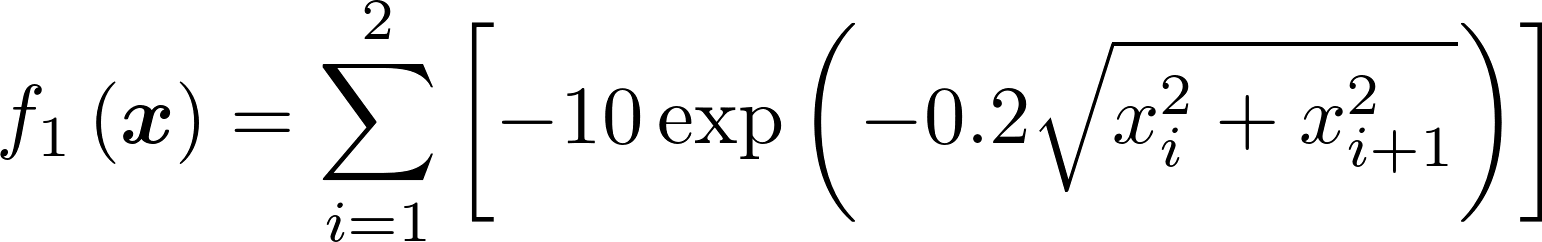 f_1(𝒙) = \sum_{i=1}^{2} \left[ -10 \exp \left( -0.2 \sqrt{x_i^2 + x_{i+1}^2} \right) \right]